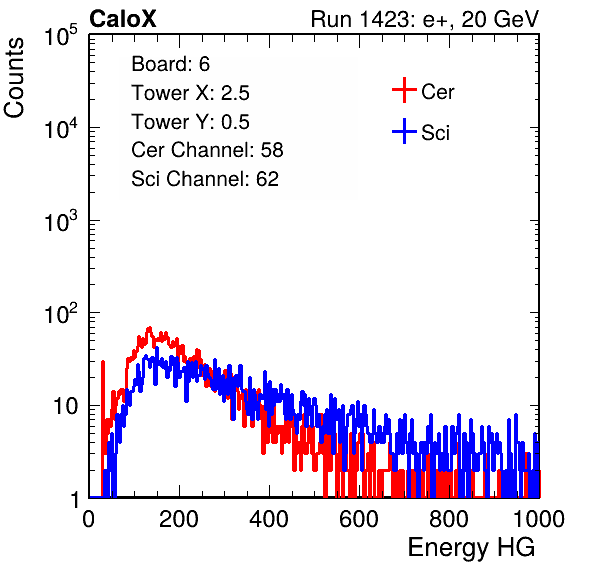 CaloX Run 1423: e+, 20 GeV
Counts
Board: 6
Tower X: 2.5
Tower Y: 0.5
Cer Channel: 58
Sci Channel: 62
Cer
Sci
10^5
10^4
10^3
10^2
10
1
0 200 400 600 800 1000
Energy HG